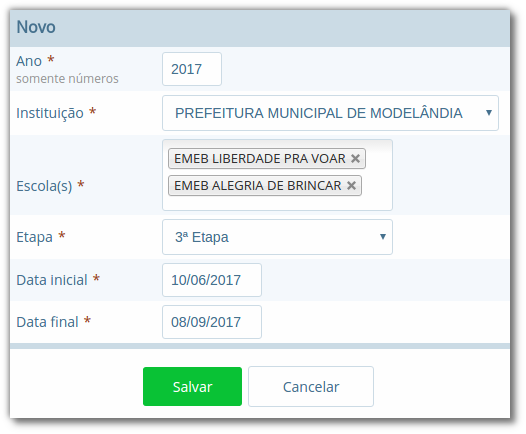 Novo
Ano *
somente números
2017
Instituição *
PREFEITURA MUNICIPAL DE MODELÂNDIA
Escola(s) *
EMEB LIBERDADE PRA VOAR
EMEB ALEGRIA DE BRINCAR
Etapa *
3ª Etapa
Data inicial *
10/06/2017
Data final *
08/09/2017
Salvar
Cancelar